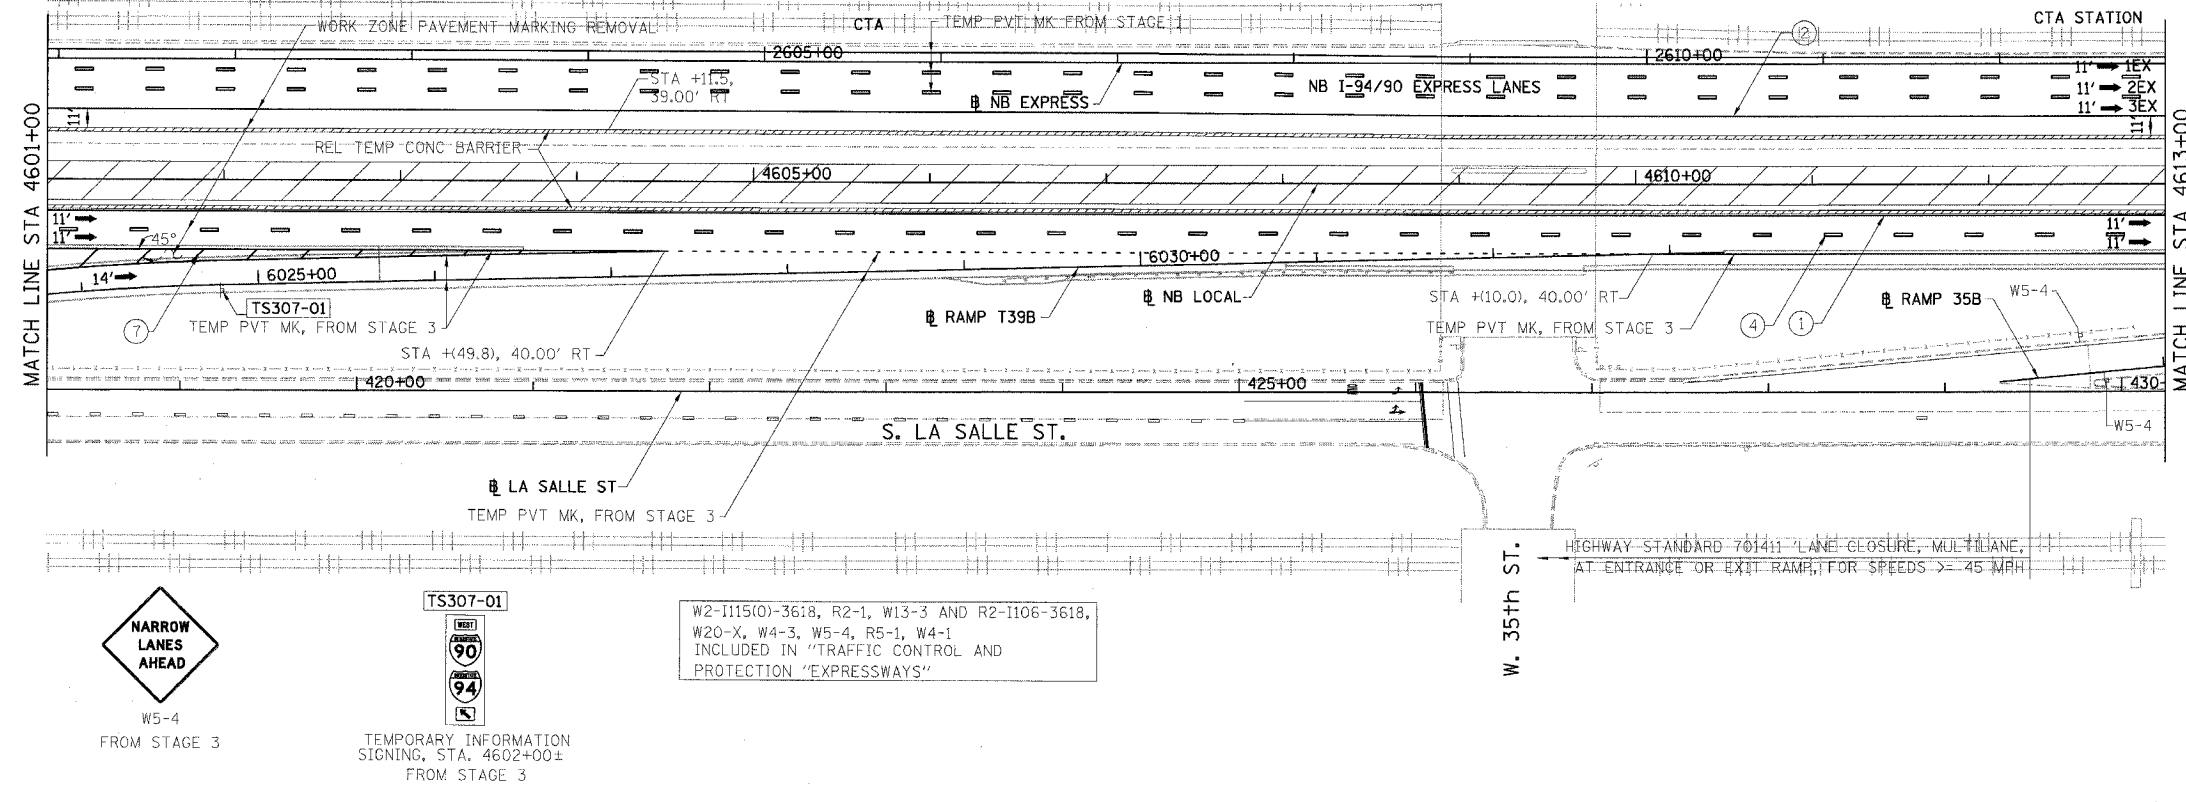 WORK ZONE PAVEMENT MARKING REMOVAL
CTA
TEMP PVT MK FROM STAGE 1
CTA STATION
2
2605+00
2610+00
STA +11.5,
39.00' RT
℄ NB EXPRESS
NB I-94/90 EXPRESS LANES
11' 1EX
11' 2EX
11' 3EX
11'
11'
MATCH LINE STA 4601+00
MATCH LINE STA 4613+00
REL TEMP CONC BARRIER
4605+00
4610+00
11'
11'
11'
11'
45°
14'
6025+00
6030+00
TS307-01
7
TEMP PVT MK, FROM STAGE 3
℄ RAMP T39B
℄ NB LOCAL
STA +(10.0), 40.00' RT
TEMP PVT MK, FROM STAGE 3
4
1
℄ RAMP 35B
W5-4
STA +(49.8), 40.00' RT
420+00
425+00
430
W5-4
S. LA SALLE ST.
℄ LA SALLE ST
TEMP PVT MK, FROM STAGE 3
W. 35th ST.
HIGHWAY STANDARD 701411 'LANE CLOSURE, MULTILANE,
AT ENTRANCE OR EXIT RAMP, FOR SPEEDS >= 45 MPH
NARROW
LANES
AHEAD
W5-4
FROM STAGE 3
TS307-01
WEST
90
94
TEMPORARY INFORMATION
SIGNING, STA. 4602+00±
FROM STAGE 3
W2-I115(O)-3618, R2-1, W13-3 AND R2-I106-3618,
W20-X, W4-3, W5-4, R5-1, W4-1
INCLUDED IN "TRAFFIC CONTROL AND
PROTECTION "EXPRESSWAYS"